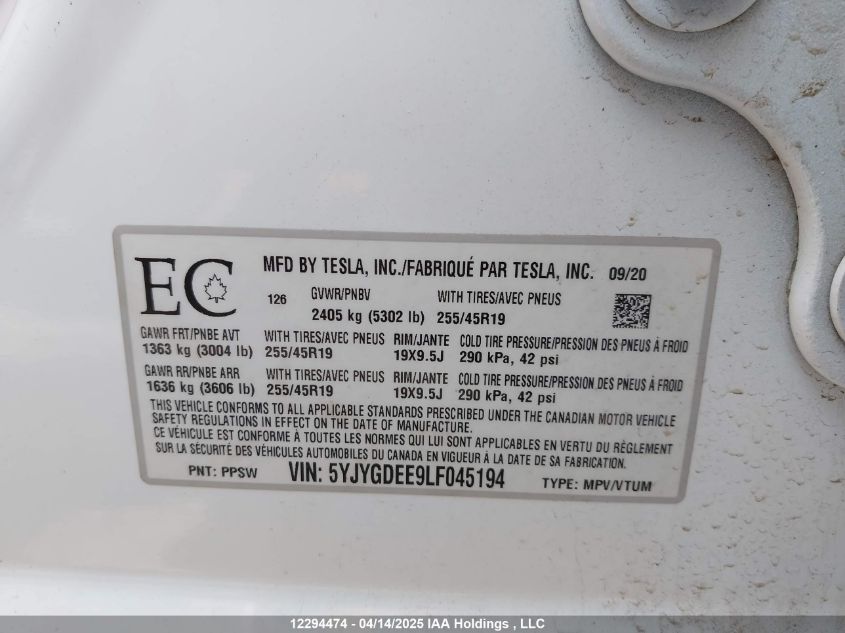 EC
MFD BY TESLA, INC./FABRIQUÉ PAR TESLA, INC. 09/20
126 GVWR/PNBV WITH TIRES/AVEC PNEUS
2405 kg (5302 lb) 255/45R19
GAWR FRT/PNBE AVT WITH TIRES/AVEC PNEUS RIM/JANTE COLD TIRE PRESSURE/PRESSION DES PNEUS À FROID
1363 kg (3004 lb) 255/45R19 19X9.5J 290 kPa, 42 psi
GAWR RR/PNBE ARR WITH TIRES/AVEC PNEUS RIM/JANTE COLD TIRE PRESSURE/PRESSION DES PNEUS À FROID
1636 kg (3606 lb) 255/45R19 19X9.5J 290 kPa, 42 psi
THIS VEHICLE CONFORMS TO ALL APPLICABLE STANDARDS PRESCRIBED UNDER THE CANADIAN MOTOR VEHICLE
SAFETY REGULATIONS IN EFFECT ON THE DATE OF MANUFACTURE.
CE VÉHICULE EST CONFORME À TOUTES LES NORMES QUI LUI SONT APPLICABLES EN VERTU DU RÈGLEMENT
SUR LA SÉCURITÉ DES VÉHICULES AUTOMOBILES DU CANADA EN VIGUEUR À LA DATE DE SA FABRICATION.
PNT: PPSW VIN: 5YJYGDEE9LF045194 TYPE: MPV/VTUM
12294474 - 04/14/2025 IAA Holdings , LLC